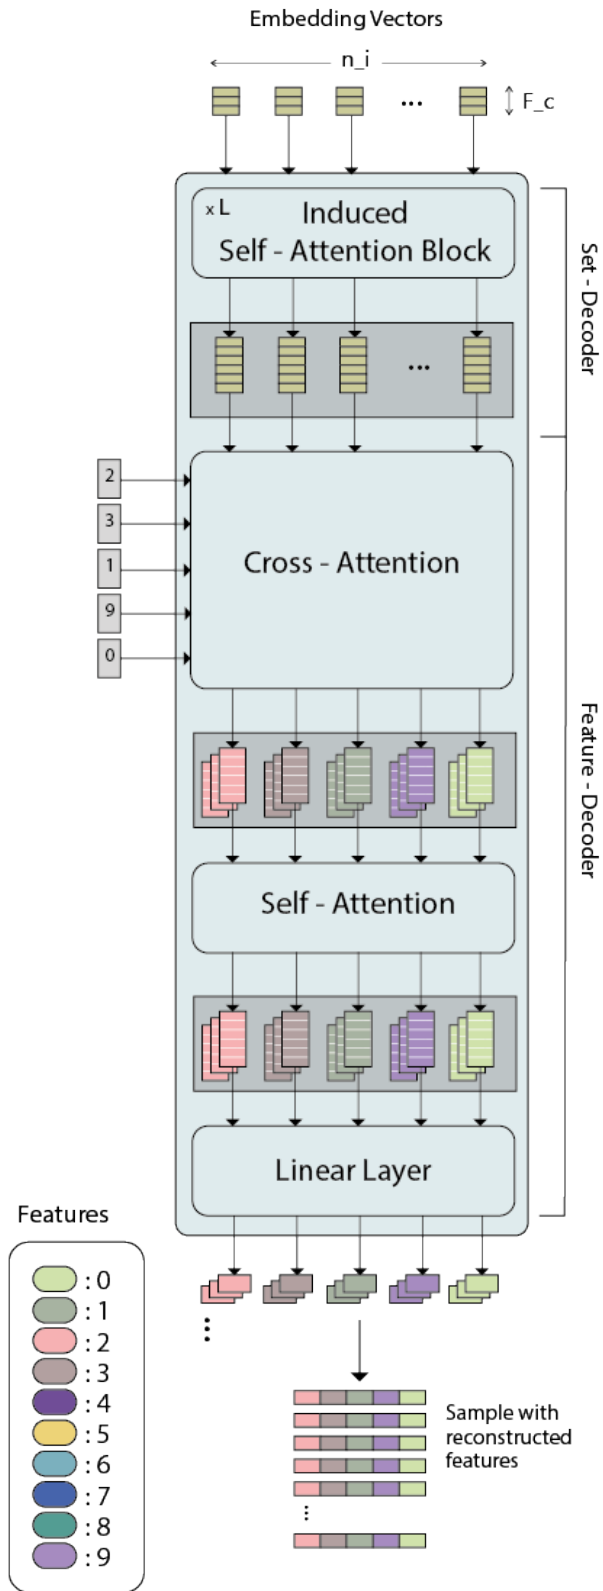 Embedding Vectors
n_i
...
F_c
x L
Induced
Self - Attention Block
Set - Decoder
...
2
3
1
9
0
Cross - Attention
Feature - Decoder
Self - Attention
Linear Layer
Features
: 0
: 1
: 2
: 3
: 4
: 5
: 6
: 7
: 8
: 9
Sample with
reconstructed
features